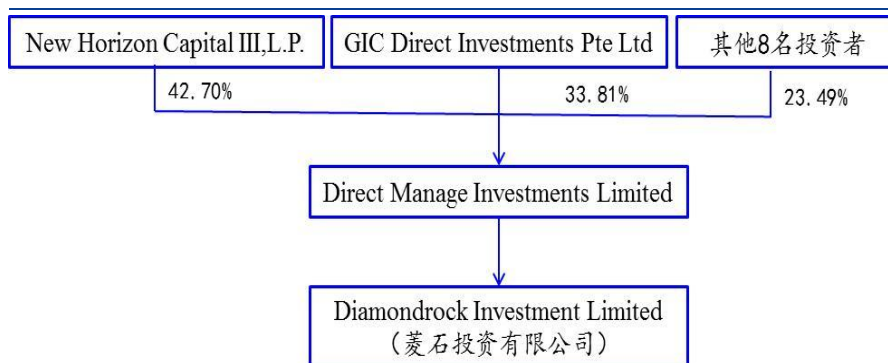 New Horizon Capital III,L.P.
GIC Direct Investments Pte Ltd
其他8名投资者
42.70%
33.81%
23.49%
Direct Manage Investments Limited
Diamondrock Investment Limited
（菱石投资有限公司）